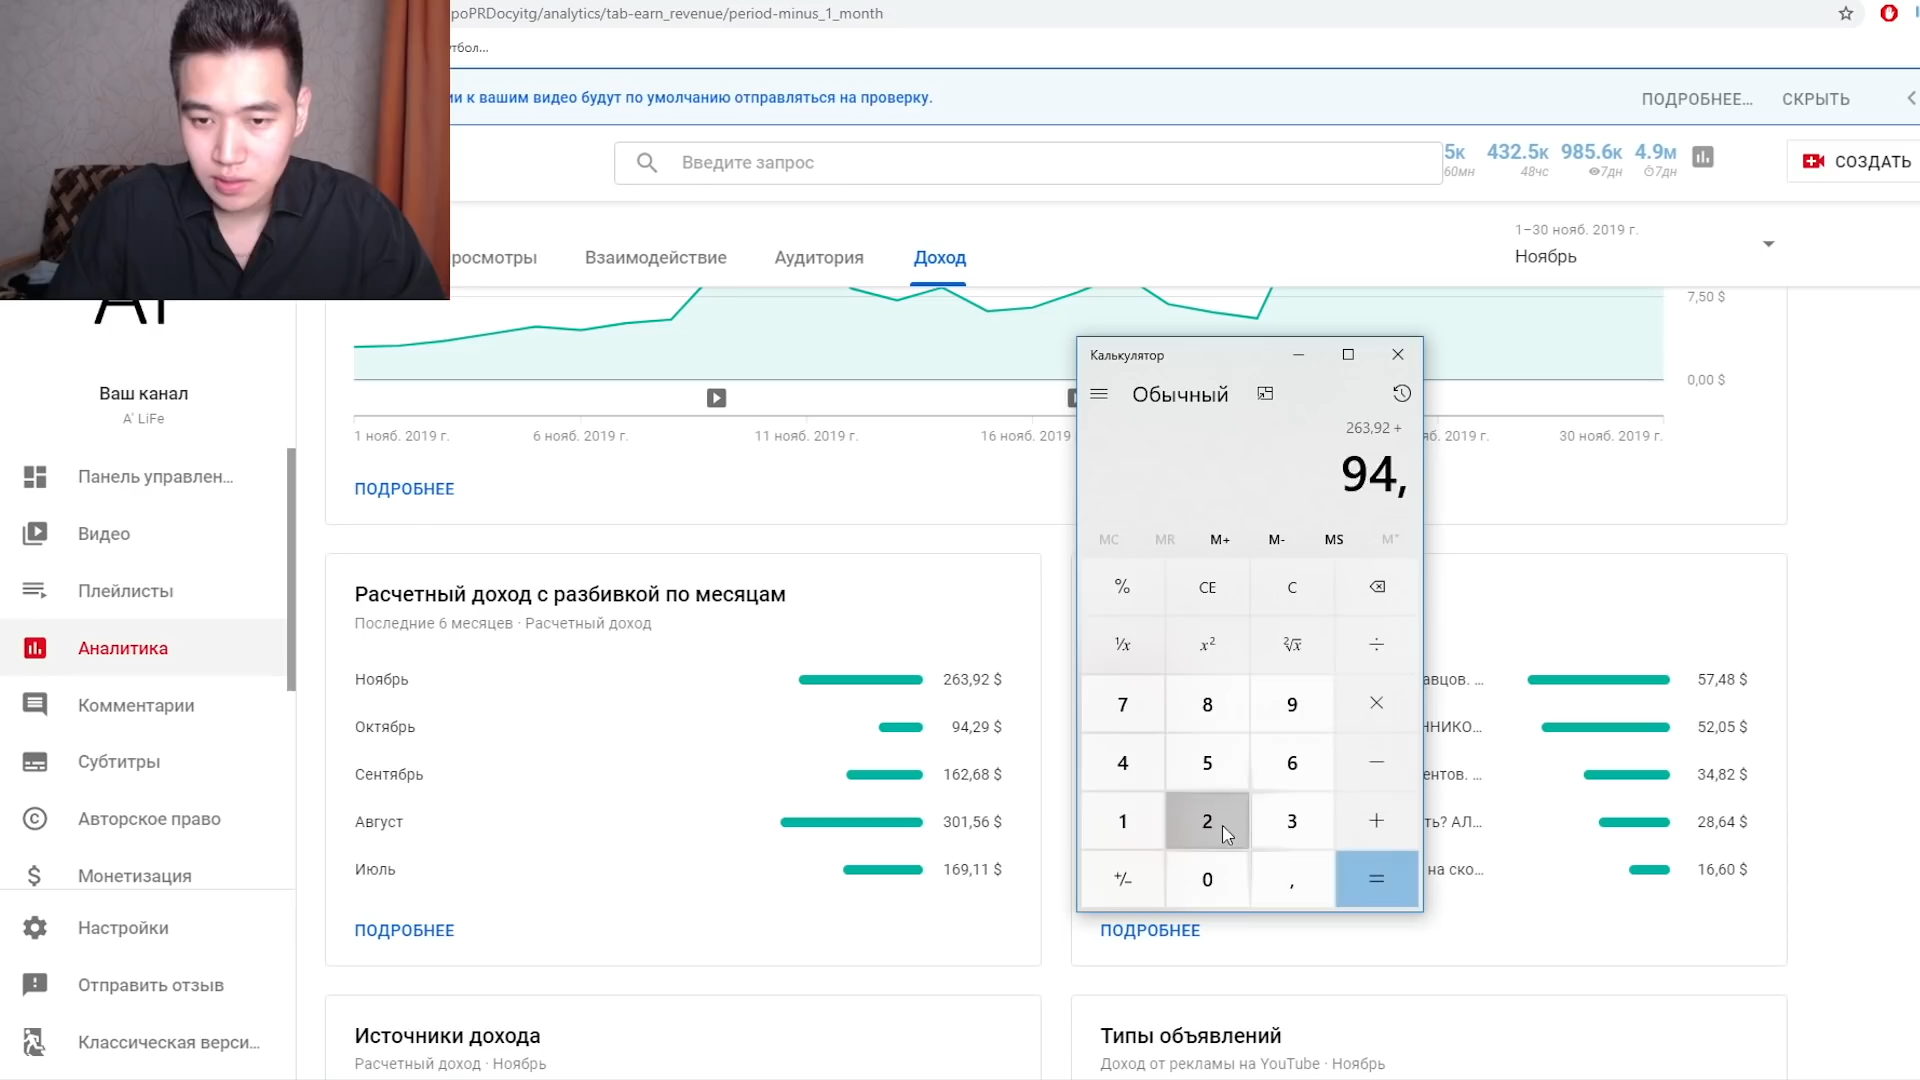 poPRDocyitg/analytics/tab-earn_revenue/period-minus_1_month
утбол...
ии к вашим видео будут по умолчанию отправляться на проверку.
ПОДРОБНЕЕ...
СКРЫТЬ
Введите запрос
5к 432.5к 985.6к 4.9м
60мн 48чс 7дн 7дн
СОЗДАТЬ
росмотры
Взаимодействие
Аудитория
Доход
1–30 нояб. 2019 г.
Ноябрь
7,50 $
0,00 $
1 нояб. 2019 г.
6 нояб. 2019 г.
11 нояб. 2019 г.
16 нояб. 2019
яб. 2019 г.
30 нояб. 2019 г.
ПОДРОБНЕЕ
Ваш канал
A' LiFe
Панель управлен...
Видео
Плейлисты
Аналитика
Комментарии
Субтитры
Авторское право
Монетизация
Настройки
Отправить отзыв
Классическая верси...
Расчетный доход с разбивкой по месяцам
Последние 6 месяцев · Расчетный доход
Ноябрь 263,92 $
Октябрь 94,29 $
Сентябрь 162,68 $
Август 301,56 $
Июль 169,11 $
ПОДРОБНЕЕ
Калькулятор
Обычный
263,92 +
94,
MC MR M+ M- MS M˅
% CE C
¹/x x² ²√x ÷
7 8 9 ×
4 5 6 −
1 2 3 +
+/− 0 , =
авцов. ... 57,48 $
ННИКО... 52,05 $
ентов. ... 34,82 $
ть? АЛ... 28,64 $
на ско... 16,60 $
ПОДРОБНЕЕ
Источники дохода
Расчетный доход · Ноябрь
Типы объявлений
Доход от рекламы на YouTube · Ноябрь